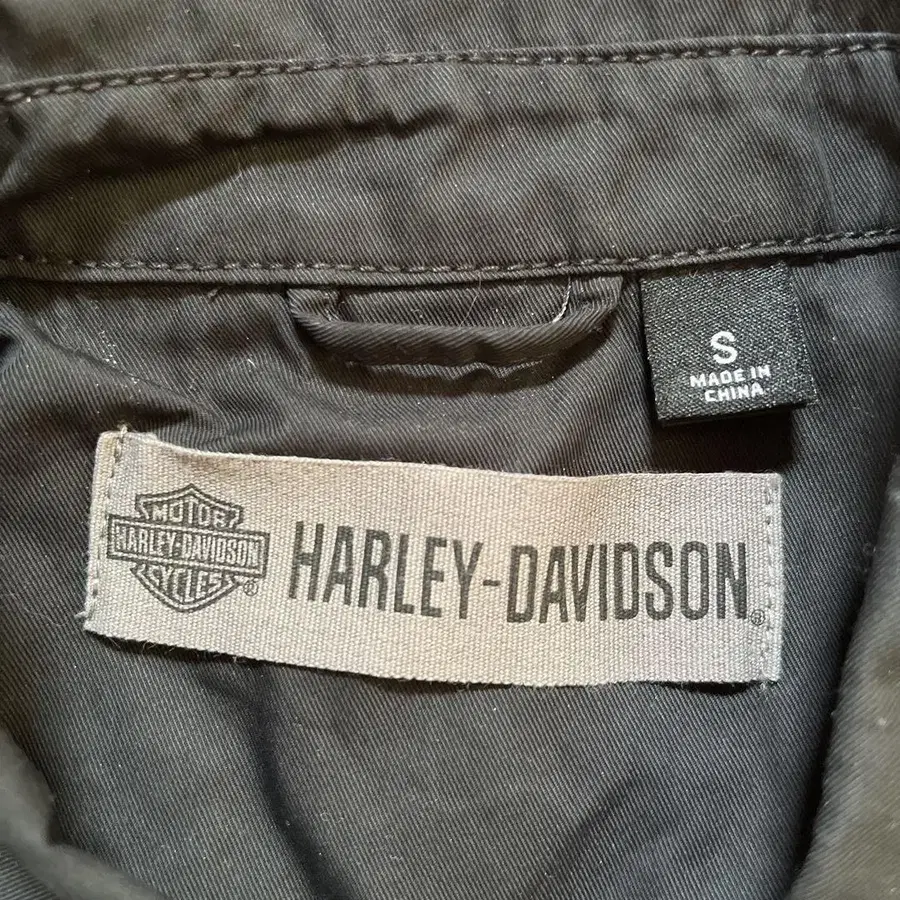 S
MADE IN
CHINA
MOTOR
HARLEY-DAVIDSON
CYCLES
®
HARLEY-DAVIDSON®